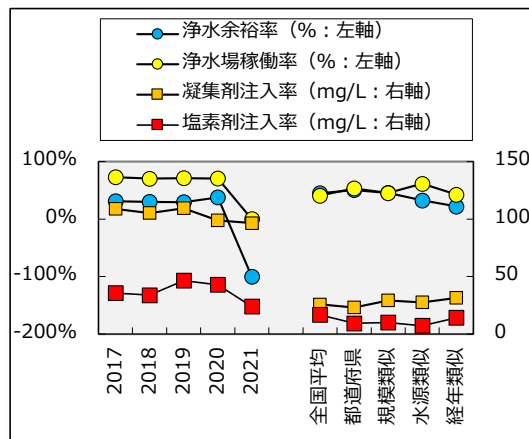 浄水余裕率（%：左軸）
浄水場稼働率（%：左軸）
凝集剤注入率（mg/L：右軸）
塩素剤注入率（mg/L：右軸）
100%
0%
-100%
-200%
150
100
50
0
2017
2018
2019
2020
2021
全国平均
都道府県
規模類似
水源類似
経年類似